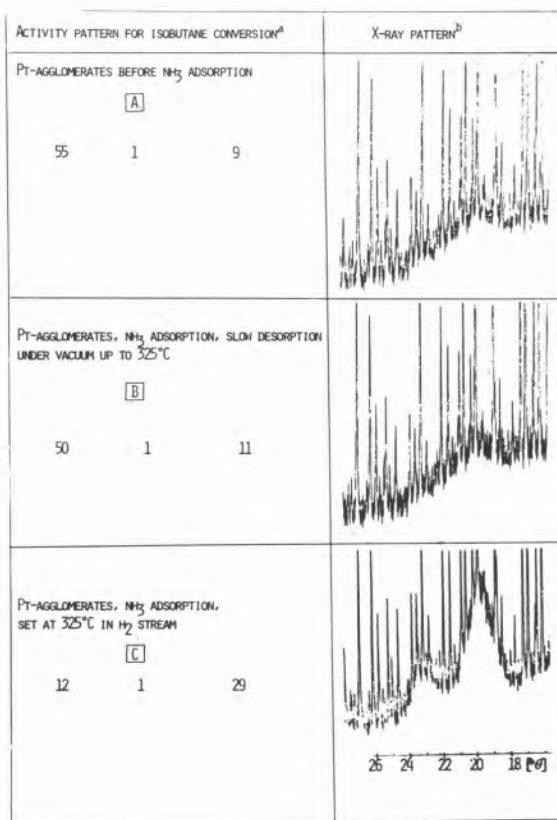 ACTIVITY PATTERN FOR ISOBUTANE CONVERSIONᵃ
X-RAY PATTERNᵇ
PT-AGGLOMERATES BEFORE NH₃ ADSORPTION
A
55 1 9
PT-AGGLOMERATES, NH₃ ADSORPTION, SLOW DESORPTION
UNDER VACUUM UP TO 325°C
B
50 1 11
PT-AGGLOMERATES, NH₃ ADSORPTION,
SET AT 325°C IN H₂ STREAM
C
12 1 29
26 24 22 20 18 [°θ]